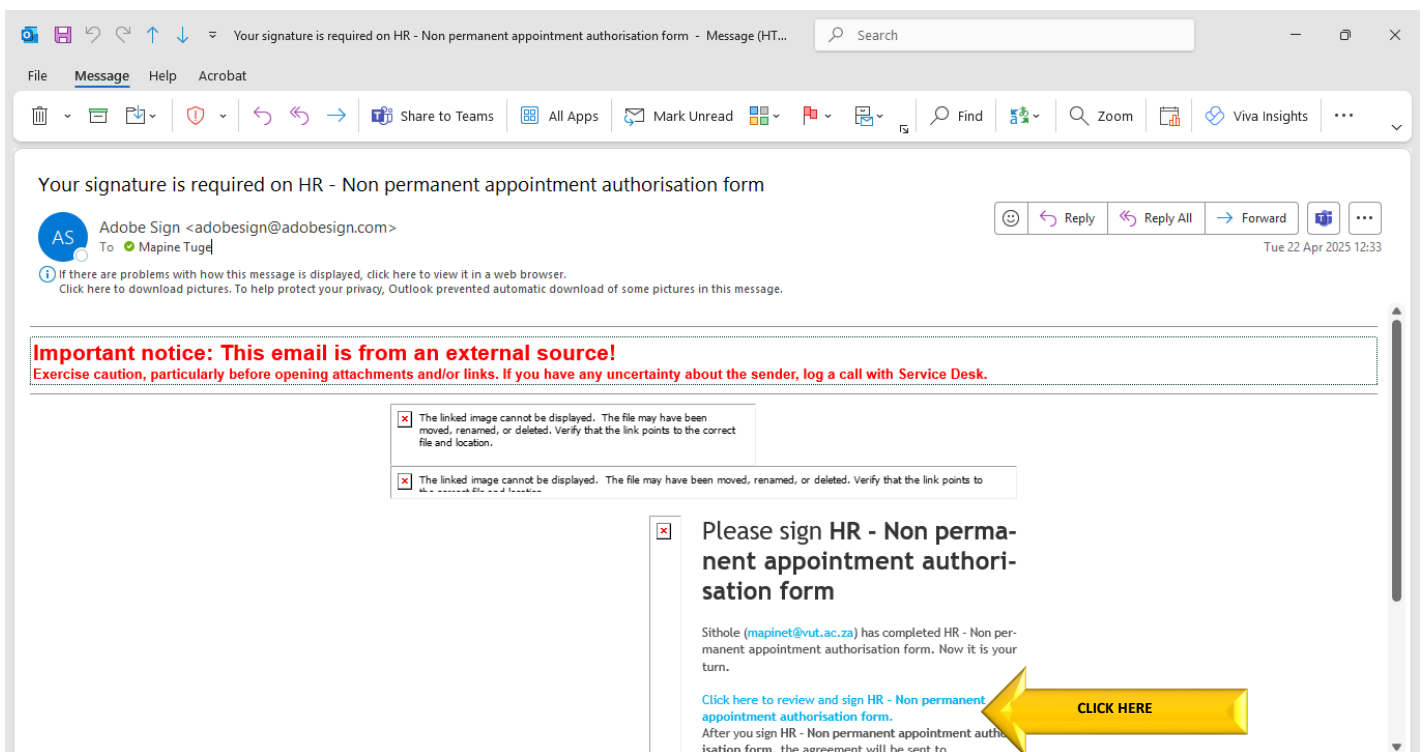 Your signature is required on HR - Non permanent appointment authorisation form - Message (HT...
Search
File Message Help Acrobat
Share to Teams All Apps Mark Unread Find Zoom Viva Insights
Your signature is required on HR - Non permanent appointment authorisation form
AS
Adobe Sign <adobesign@adobesign.com>
To Mapine Tuge
Reply Reply All Forward
Tue 22 Apr 2025 12:33
If there are problems with how this message is displayed, click here to view it in a web browser.
Click here to download pictures. To help protect your privacy, Outlook prevented automatic download of some pictures in this message.
Important notice: This email is from an external source!
Exercise caution, particularly before opening attachments and/or links. If you have any uncertainty about the sender, log a call with Service Desk.
The linked image cannot be displayed. The file may have been
moved, renamed, or deleted. Verify that the link points to the correct
file and location.
The linked image cannot be displayed. The file may have been moved, renamed, or deleted. Verify that the link points to
Please sign HR - Non perma-
nent appointment authori-
sation form
Sithole (mapinet@vut.ac.za) has completed HR - Non per-
manent appointment authorisation form. Now it is your
turn.
Click here to review and sign HR - Non permanent
appointment authorisation form.
CLICK HERE
After you sign HR - Non permanent appointment
isation form, the agreement will be sent to